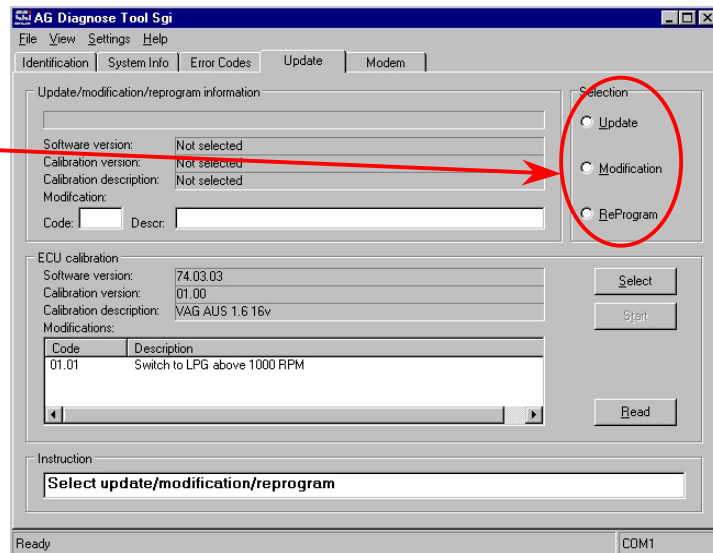 AG Diagnose Tool Sgi
File View Settings Help
Identification System Info Error Codes Update Modem
Update/modification/reprogram information
Software version: Not selected
Calibration version: Not selected
Calibration description: Not selected
Modifcation:
Code: Descr:
Selection
Update
Modification
ReProgram
ECU calibration
Software version: 74.03.03
Calibration version: 01.00
Calibration description: VAG AUS 1.6 16v
Modifications:
Code Description
01.01 Switch to LPG above 1000 RPM
Select
Start
Read
Instruction
Select update/modification/reprogram
Ready COM1